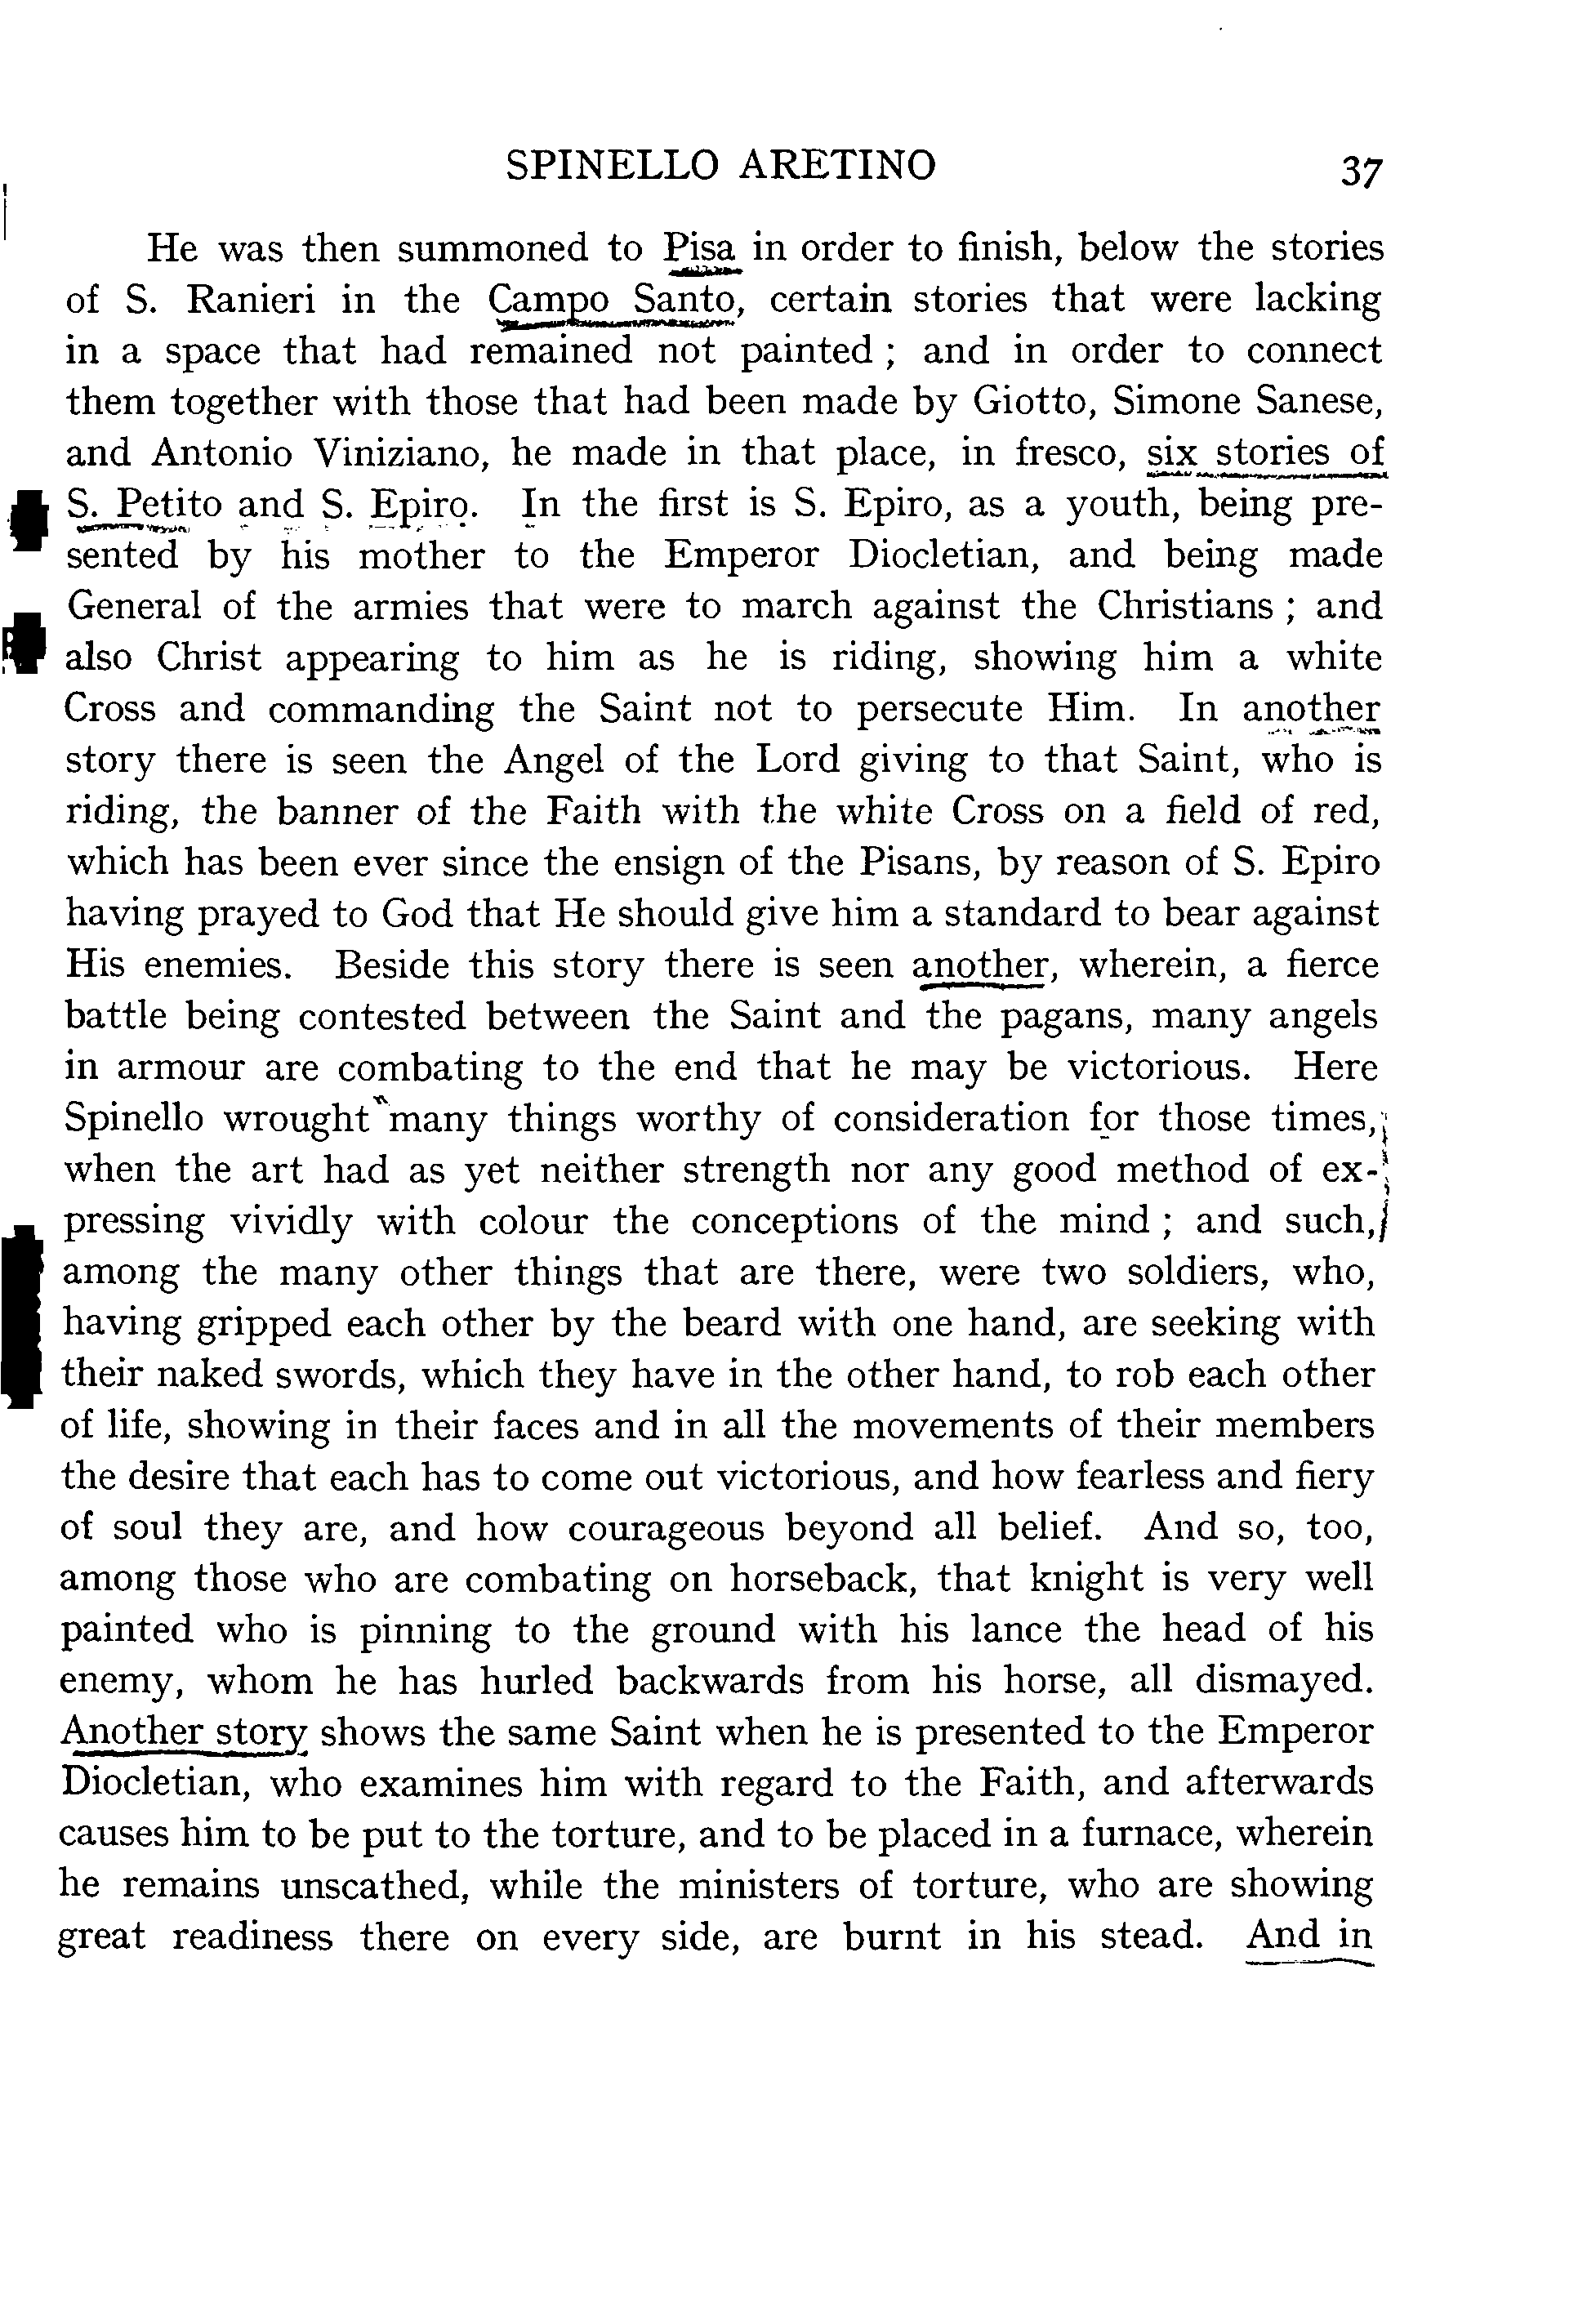 SPINELLO ARETINO 37
He was then summoned to Pisa in order to finish, below the stories
of S. Ranieri in the Campo Santo, certain stories that were lacking
in a space that had remained not painted ; and in order to connect
them together with those that had been made by Giotto, Simone Sanese,
and Antonio Viniziano, he made in that place, in fresco, six stories of
S. Petito and S. Epiro. In the first is S. Epiro, as a youth, being pre-
sented by his mother to the Emperor Diocletian, and being made
General of the armies that were to march against the Christians ; and
also Christ appearing to him as he is riding, showing him a white
Cross and commanding the Saint not to persecute Him. In another
story there is seen the Angel of the Lord giving to that Saint, who is
riding, the banner of the Faith with the white Cross on a field of red,
which has been ever since the ensign of the Pisans, by reason of S. Epiro
having prayed to God that He should give him a standard to bear against
His enemies. Beside this story there is seen another, wherein, a fierce
battle being contested between the Saint and the pagans, many angels
in armour are combating to the end that he may be victorious. Here
Spinello wrought many things worthy of consideration for those times,
when the art had as yet neither strength nor any good method of ex-
pressing vividly with colour the conceptions of the mind ; and such,
among the many other things that are there, were two soldiers, who,
having gripped each other by the beard with one hand, are seeking with
their naked swords, which they have in the other hand, to rob each other
of life, showing in their faces and in all the movements of their members
the desire that each has to come out victorious, and how fearless and fiery
of soul they are, and how courageous beyond all belief. And so, too,
among those who are combating on horseback, that knight is very well
painted who is pinning to the ground with his lance the head of his
enemy, whom he has hurled backwards from his horse, all dismayed.
Another story shows the same Saint when he is presented to the Emperor
Diocletian, who examines him with regard to the Faith, and afterwards
causes him to be put to the torture, and to be placed in a furnace, wherein
he remains unscathed, while the ministers of torture, who are showing
great readiness there on every side, are burnt in his stead. And in